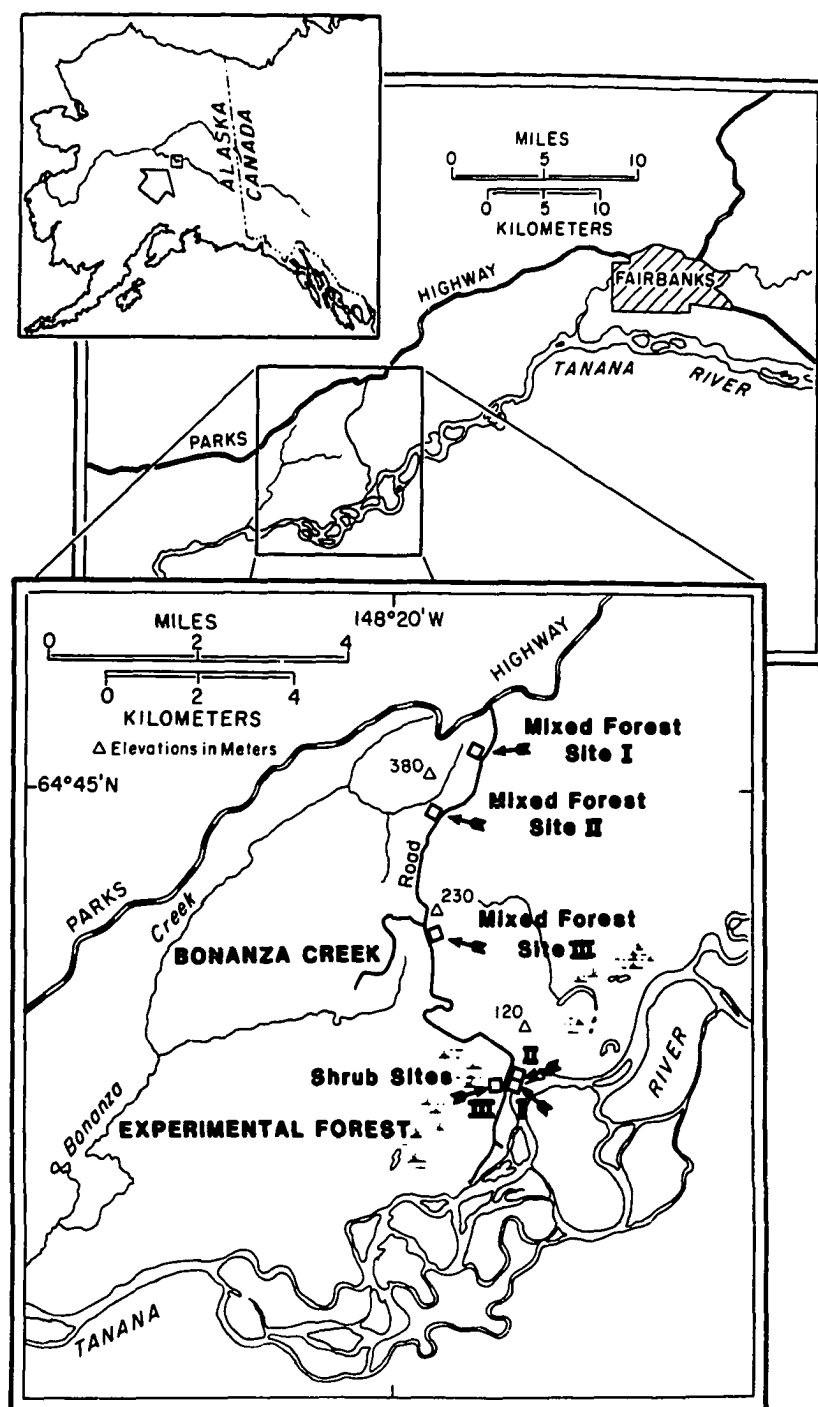 ALASKA
CANADA
MILES
0 5 10
0 5 10
KILOMETERS
HIGHWAY
FAIRBANKS
TANANA
RIVER
PARKS
MILES
0 2 4
148°20'W
0 2 4
KILOMETERS
△ Elevations in Meters
HIGHWAY
64°45'N
Mixed Forest
Site I
380
Mixed Forest
Site II
Road
PARKS
Creek
230
Mixed Forest
Site III
BONANZA CREEK
120
II
Shrub Sites
III I
RIVER
EXPERIMENTAL FOREST
Bonanza
TANANA